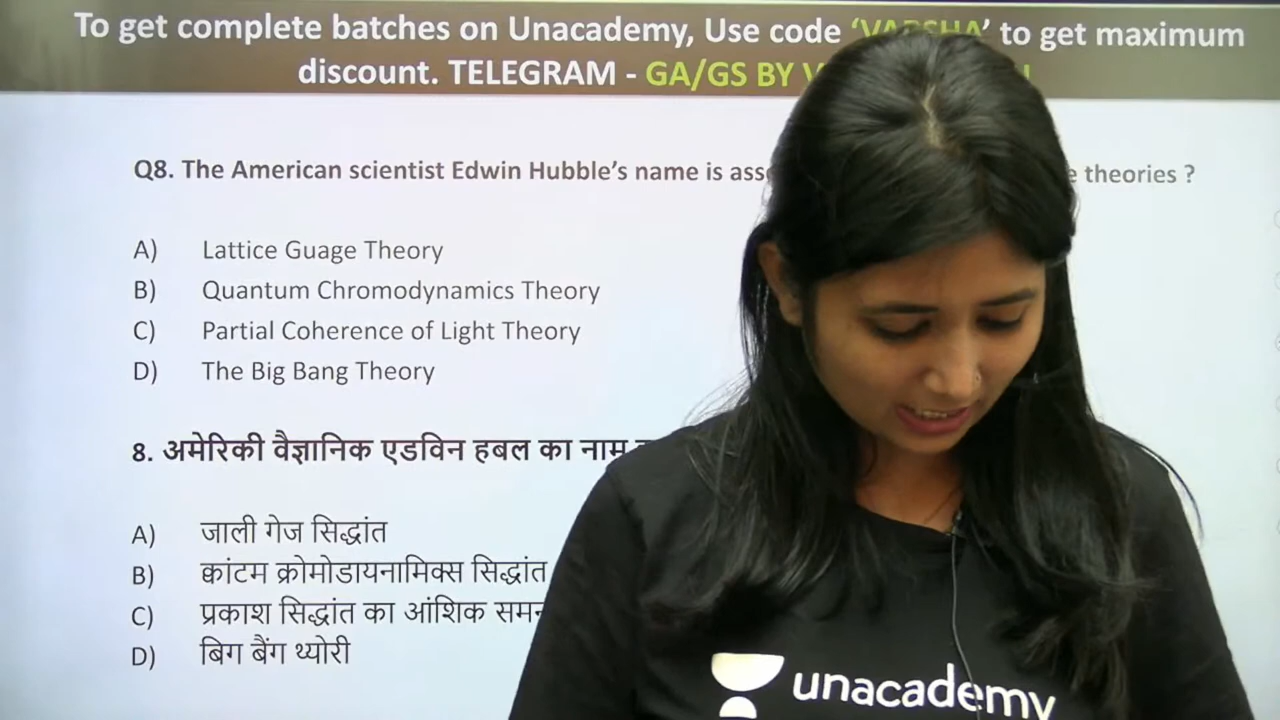 To get complete batches on Unacademy, Use code ‘VARSHA’ to get maximum
discount. TELEGRAM - GA/GS BY
Q8. The American scientist Edwin Hubble’s name is theories ?
A) Lattice Guage Theory
B) Quantum Chromodynamics Theory
C) Partial Coherence of Light Theory
D) The Big Bang Theory
8. अमेरिकी वैज्ञानिक एडविन हबल का नाम
A) जाली गेज सिद्धांत
B) क्वांटम क्रोमोडायनामिक्स सिद्धांत
C) प्रकाश सिद्धांत का आंशिक
D) बिग बैंग थ्योरी
unacademy